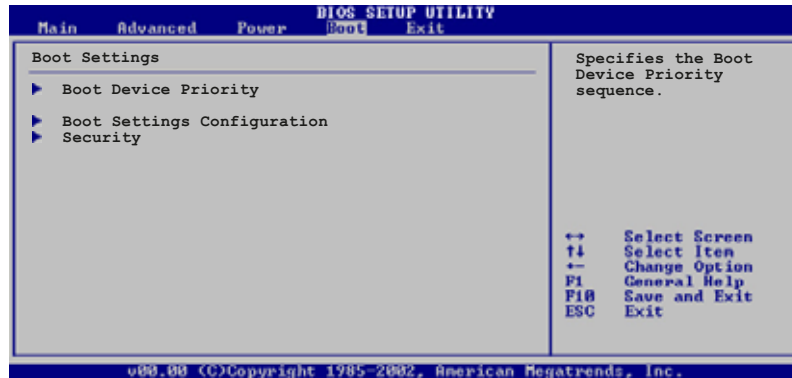 BIOS SETUP UTILITY
Main Advanced Power Boot Exit
Boot Settings
Boot Device Priority
Boot Settings Configuration
Security
Specifies the Boot
Device Priority
sequence.
↔ Select Screen
↑↓ Select Item
+- Change Option
F1 General Help
F10 Save and Exit
ESC Exit
v00.00 (C)Copyright 1985-2002, American Megatrends, Inc.